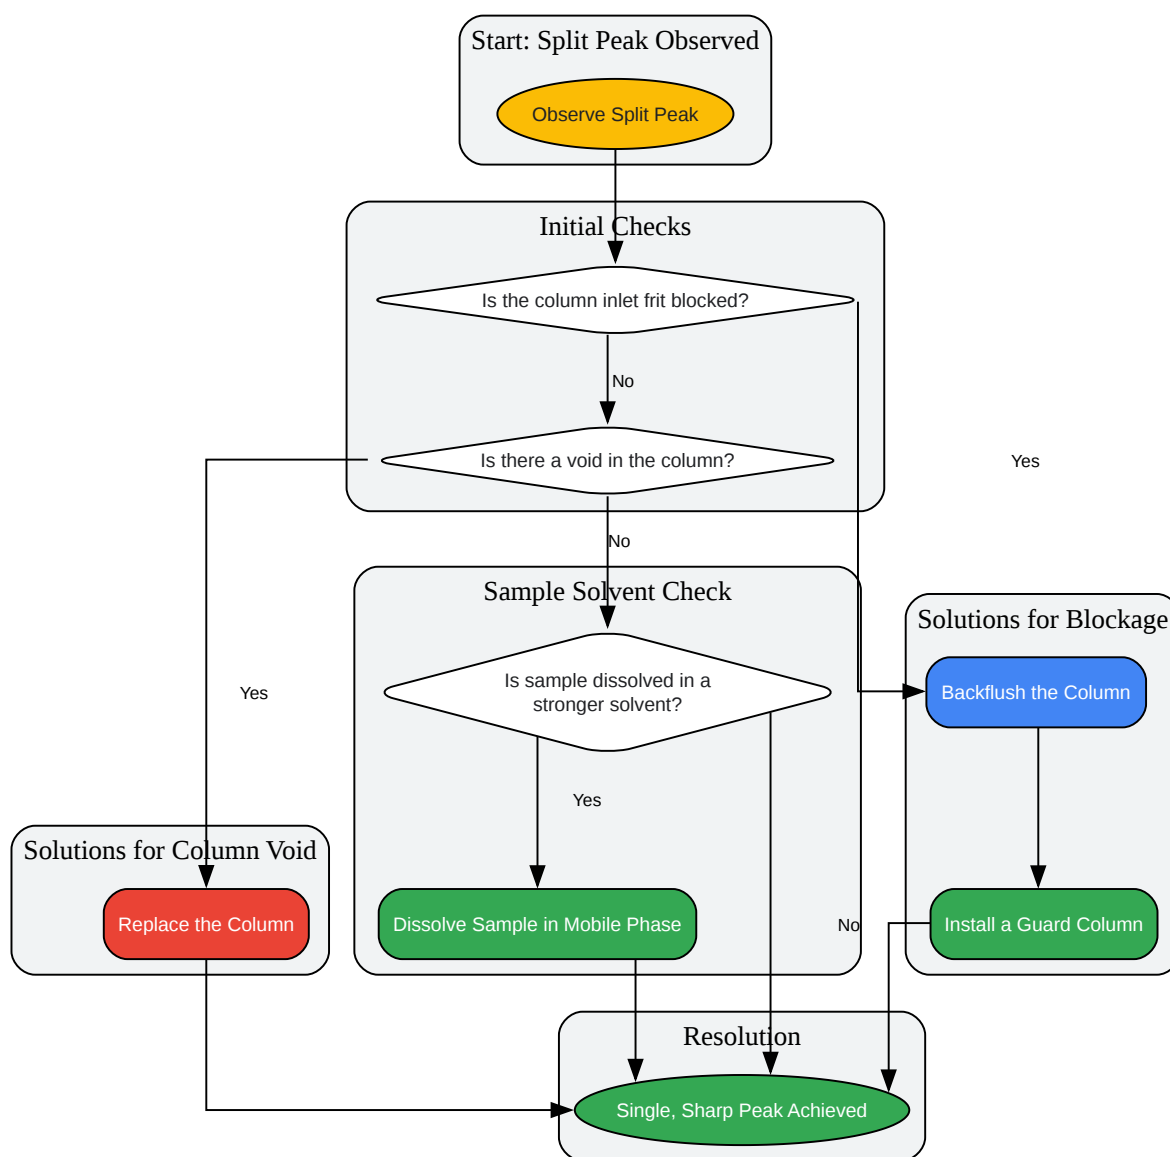 Start: Split Peak Observed
Observe Split Peak
Initial Checks
Is the column inlet frit blocked?
No
Is there a void in the column?
Yes
No
Sample Solvent Check
Solutions for Blockage
Is sample dissolved in a
stronger solvent?
Backflush the Column
Yes
Yes
Solutions for Column Void
Replace the Column
Dissolve Sample in Mobile Phase
No
Install a Guard Column
Resolution
Single, Sharp Peak Achieved